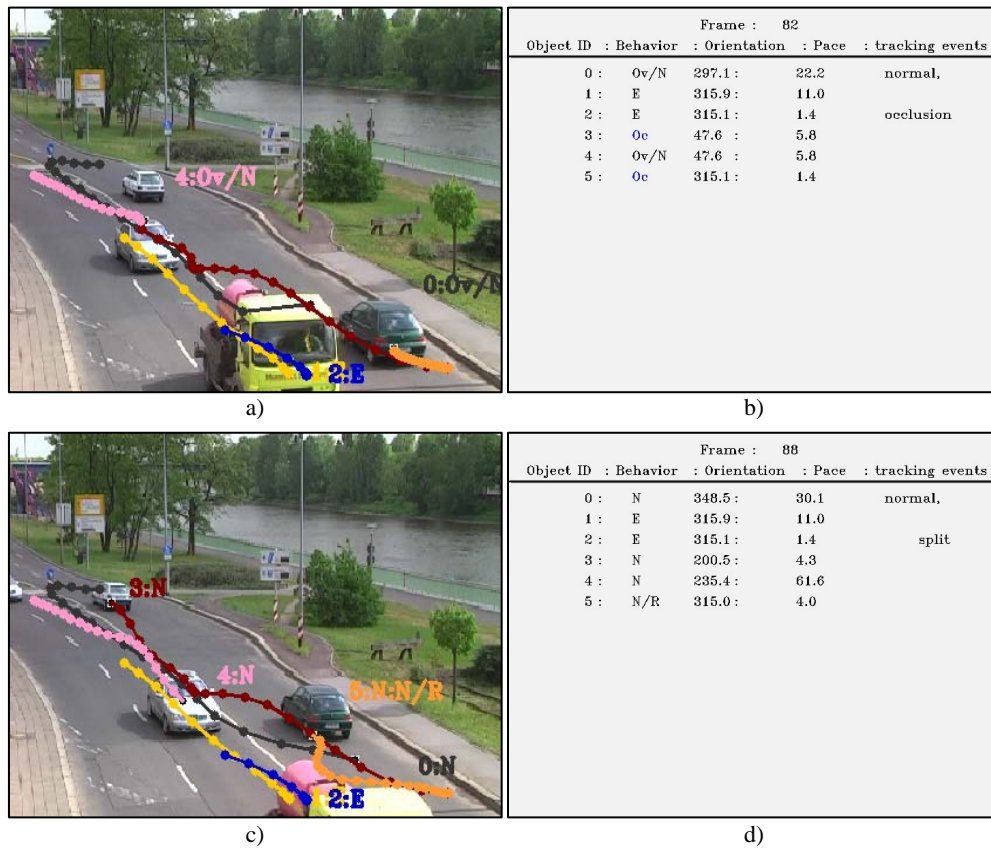 4:Ov/N
0:Ov/N
2:E
a)
Frame : 82
Object ID : Behavior : Orientation : Pace : tracking events
0 : Ov/N 297.1 : 22.2 normal,
1 : E 315.9 : 11.0
2 : E 315.1 : 1.4 occlusion
3 : Oc 47.6 : 5.8
4 : Ov/N 47.6 : 5.8
5 : Oc 315.1 : 1.4
b)
3:N
4:N
5:N:N/R
0:N
2:E
c)
Frame : 88
Object ID : Behavior : Orientation : Pace : tracking events
0 : N 348.5 : 30.1 normal,
1 : E 315.9 : 11.0
2 : E 315.1 : 1.4 split
3 : N 200.5 : 4.3
4 : N 235.4 : 61.6
5 : N/R 315.0 : 4.0
d)